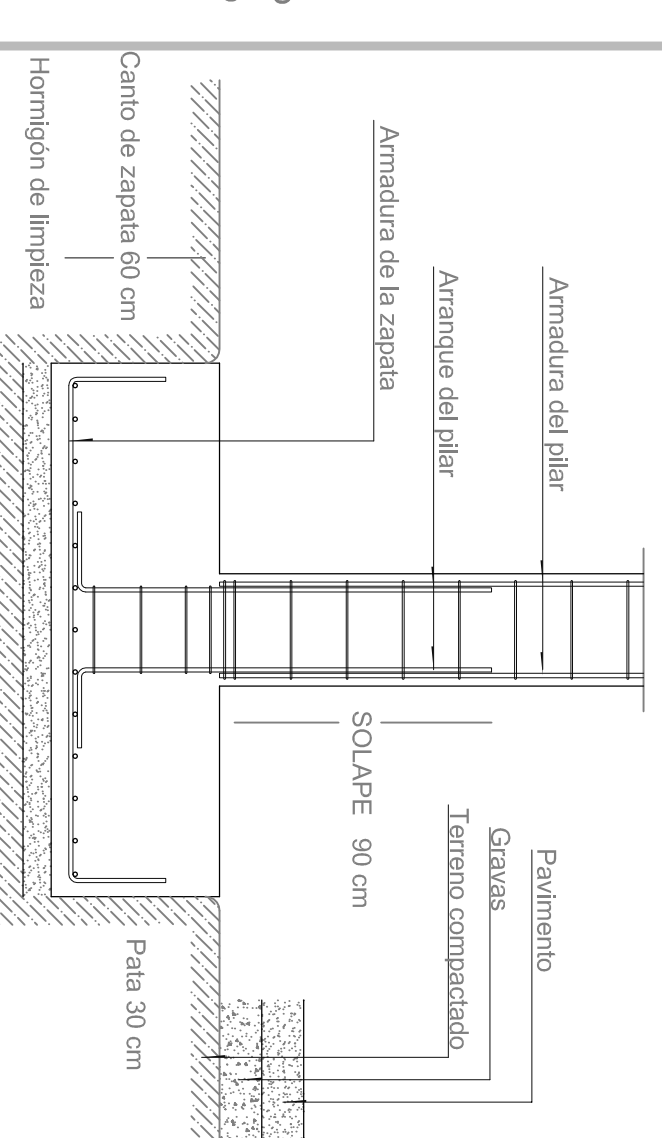 Armadura del pilar
Arranque del pilar
Armadura de la zapata
Canto de zapata 60 cm
Hormigón de limpieza
SOLAPE 90 cm
Pavimento
Gravas
Terreno compactado
Pata 30 cm